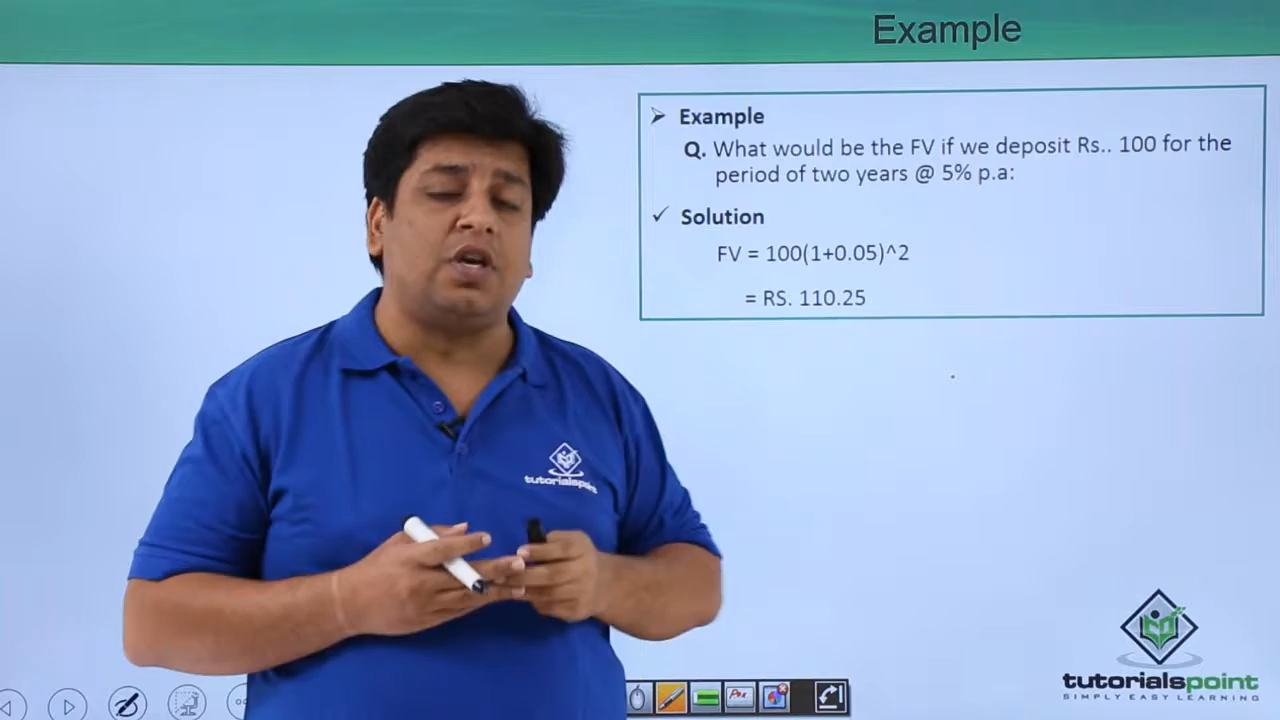 Example
➢ Example
Q. What would be the FV if we deposit Rs.. 100 for the
period of two years @ 5% p.a:
✓ Solution
FV = 100(1+0.05)^2
= RS. 110.25
tutorialspoint
tutorialspoint
SIMPLY EASY LEARNING
Pen